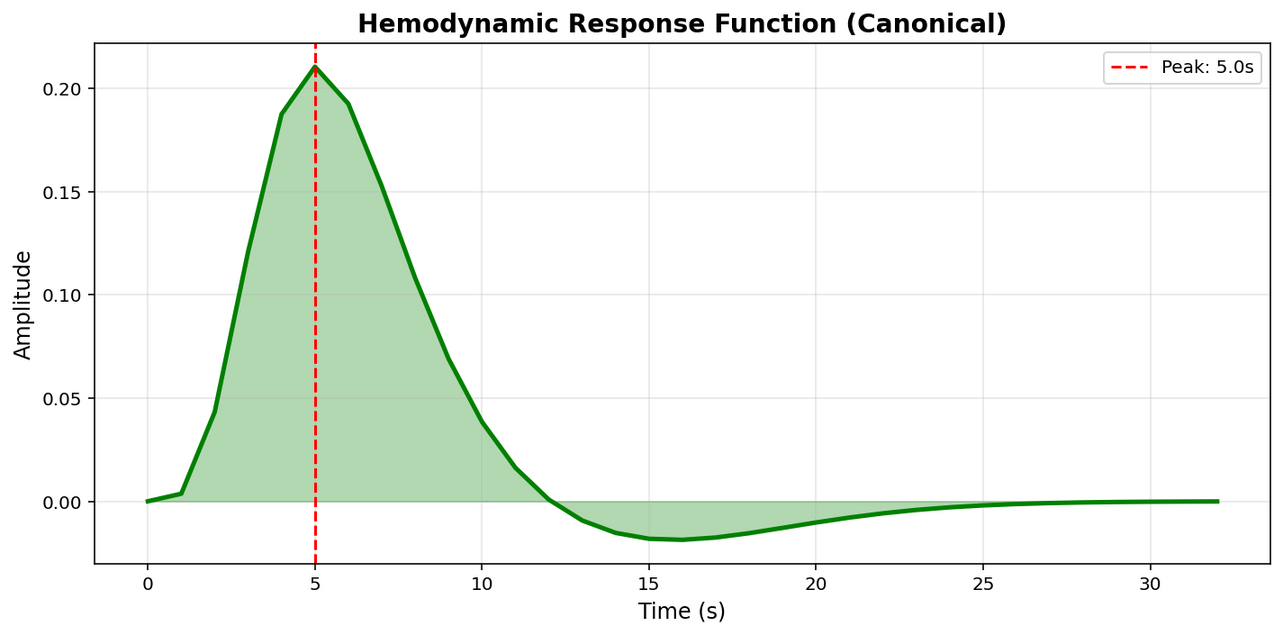 Hemodynamic Response Function (Canonical)
Peak: 5.0s
Amplitude
0.20
0.15
0.10
0.05
0.00
0 5 10 15 20 25 30
Time (s)